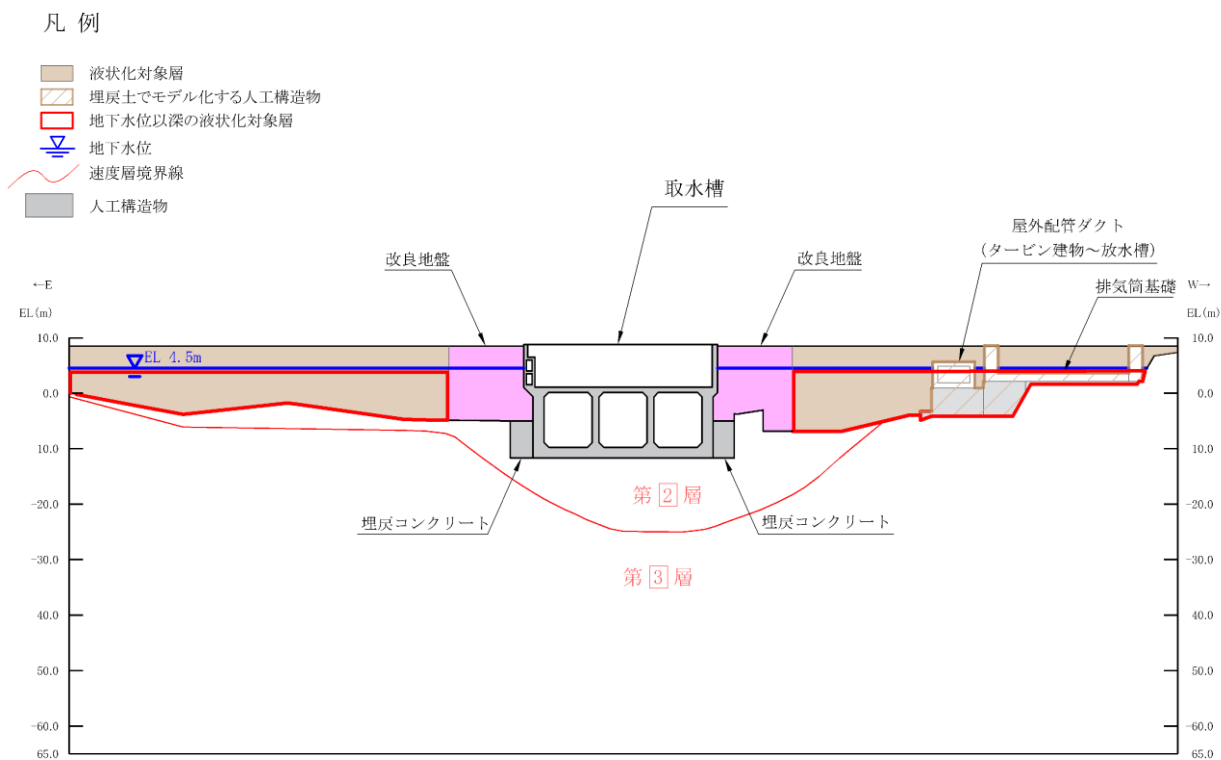 凡 例
液状化対象層
埋戻土でモデル化する人工構造物
地下水位以深の液状化対象層
地下水位
速度層境界線
人工構造物
取水槽
屋外配管ダクト
(タービン建物～放水槽)
改良地盤
改良地盤
排気筒基礎
←E
W→
EL(m)
EL(m)
10.0
10.0
EL 4.5m
0.0
0.0
10.0
10.0
第2層
-20.0
-20.0
埋戻コンクリート
埋戻コンクリート
-30.0
-30.0
第3層
40.0
40.0
50.0
50.0
-60.0
-60.0
65.0
65.0